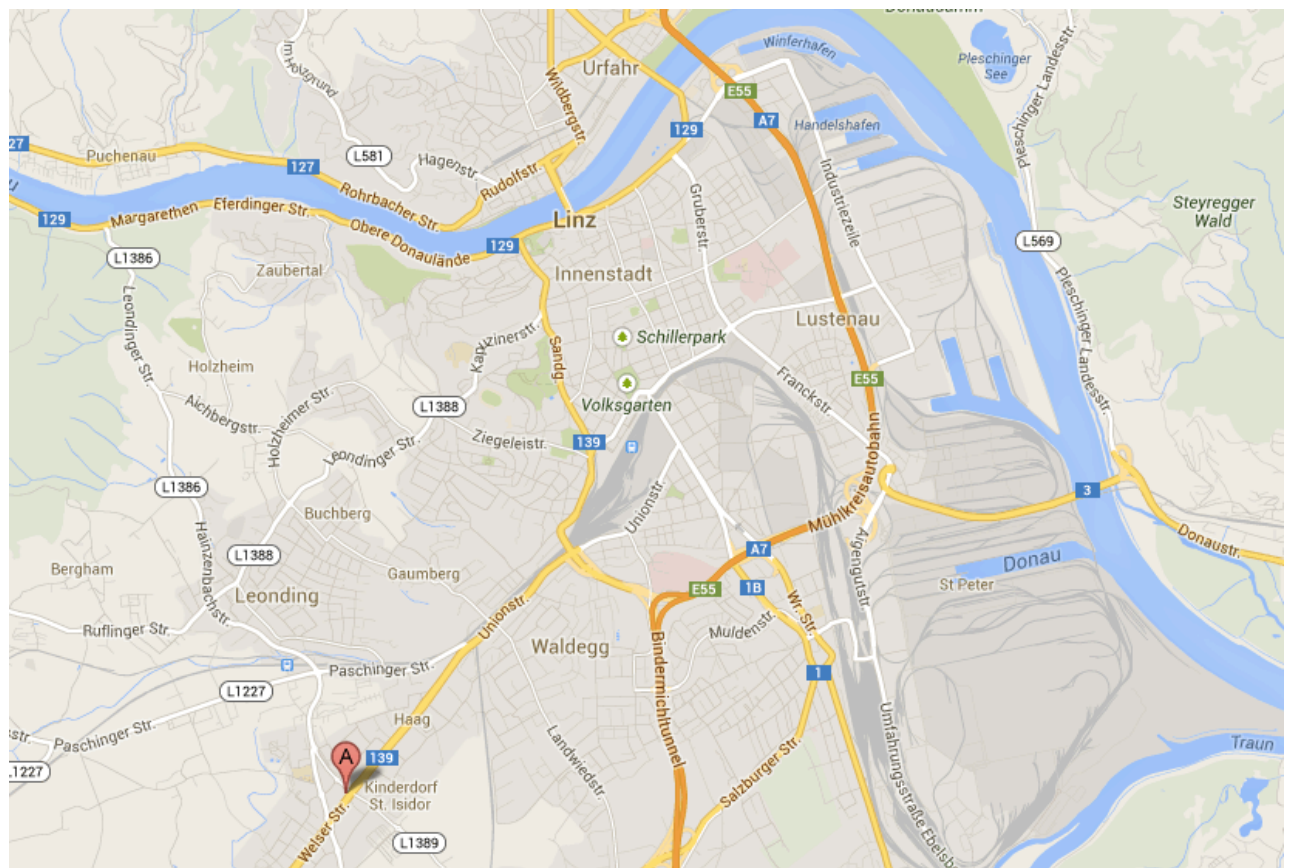 Donaudamm
Winterhafen
Urfahr
Im Holzgrund
Wildbergstr.
Pleschinger
See
Pleschinger Landesstr.
E55
A7
129
Handelshafen
27
Puchenau
127
L581
Hagenstr.
Rudolfstr.
Rohrbacher Str.
Gruberstr.
Industriezeile
Steyregger
Wald
129
Margarethen
Eferdinger Str.
Obere Donaulände
129
Linz
L569
L1386
Zaubertal
Innenstadt
Pleschinger Landesstr.
Leondinger Str.
Kapuzinerstr.
Sandg.
Schillerpark
Lustenau
Holzheim
Volksgarten
Franckstr.
E55
Aichbergstr.
Holzheimer Str.
L1388
Ziegeleistr.
139
Leondinger Str.
L1386
Mühlkreisautobahn
3
Buchberg
Unionstr.
Hainzenbachstr.
L1388
Aigengutstr.
Donaustr.
A7
Donau
Bergham
Gaumberg
Leonding
E55
1B
St Peter
Wr. Str.
Unionstr.
Ruflinger Str.
Waldegg
Bindermichltunnel
Muldenstr.
Paschinger Str.
1
L1227
Haag
Paschinger Str.
str.
L1227
Landwiedstr.
Umfahrungsstraße Ebelsb
Traun
A
139
Kinderdorf
St. Isidor
Salzburger Str.
Welser Str.
L1389